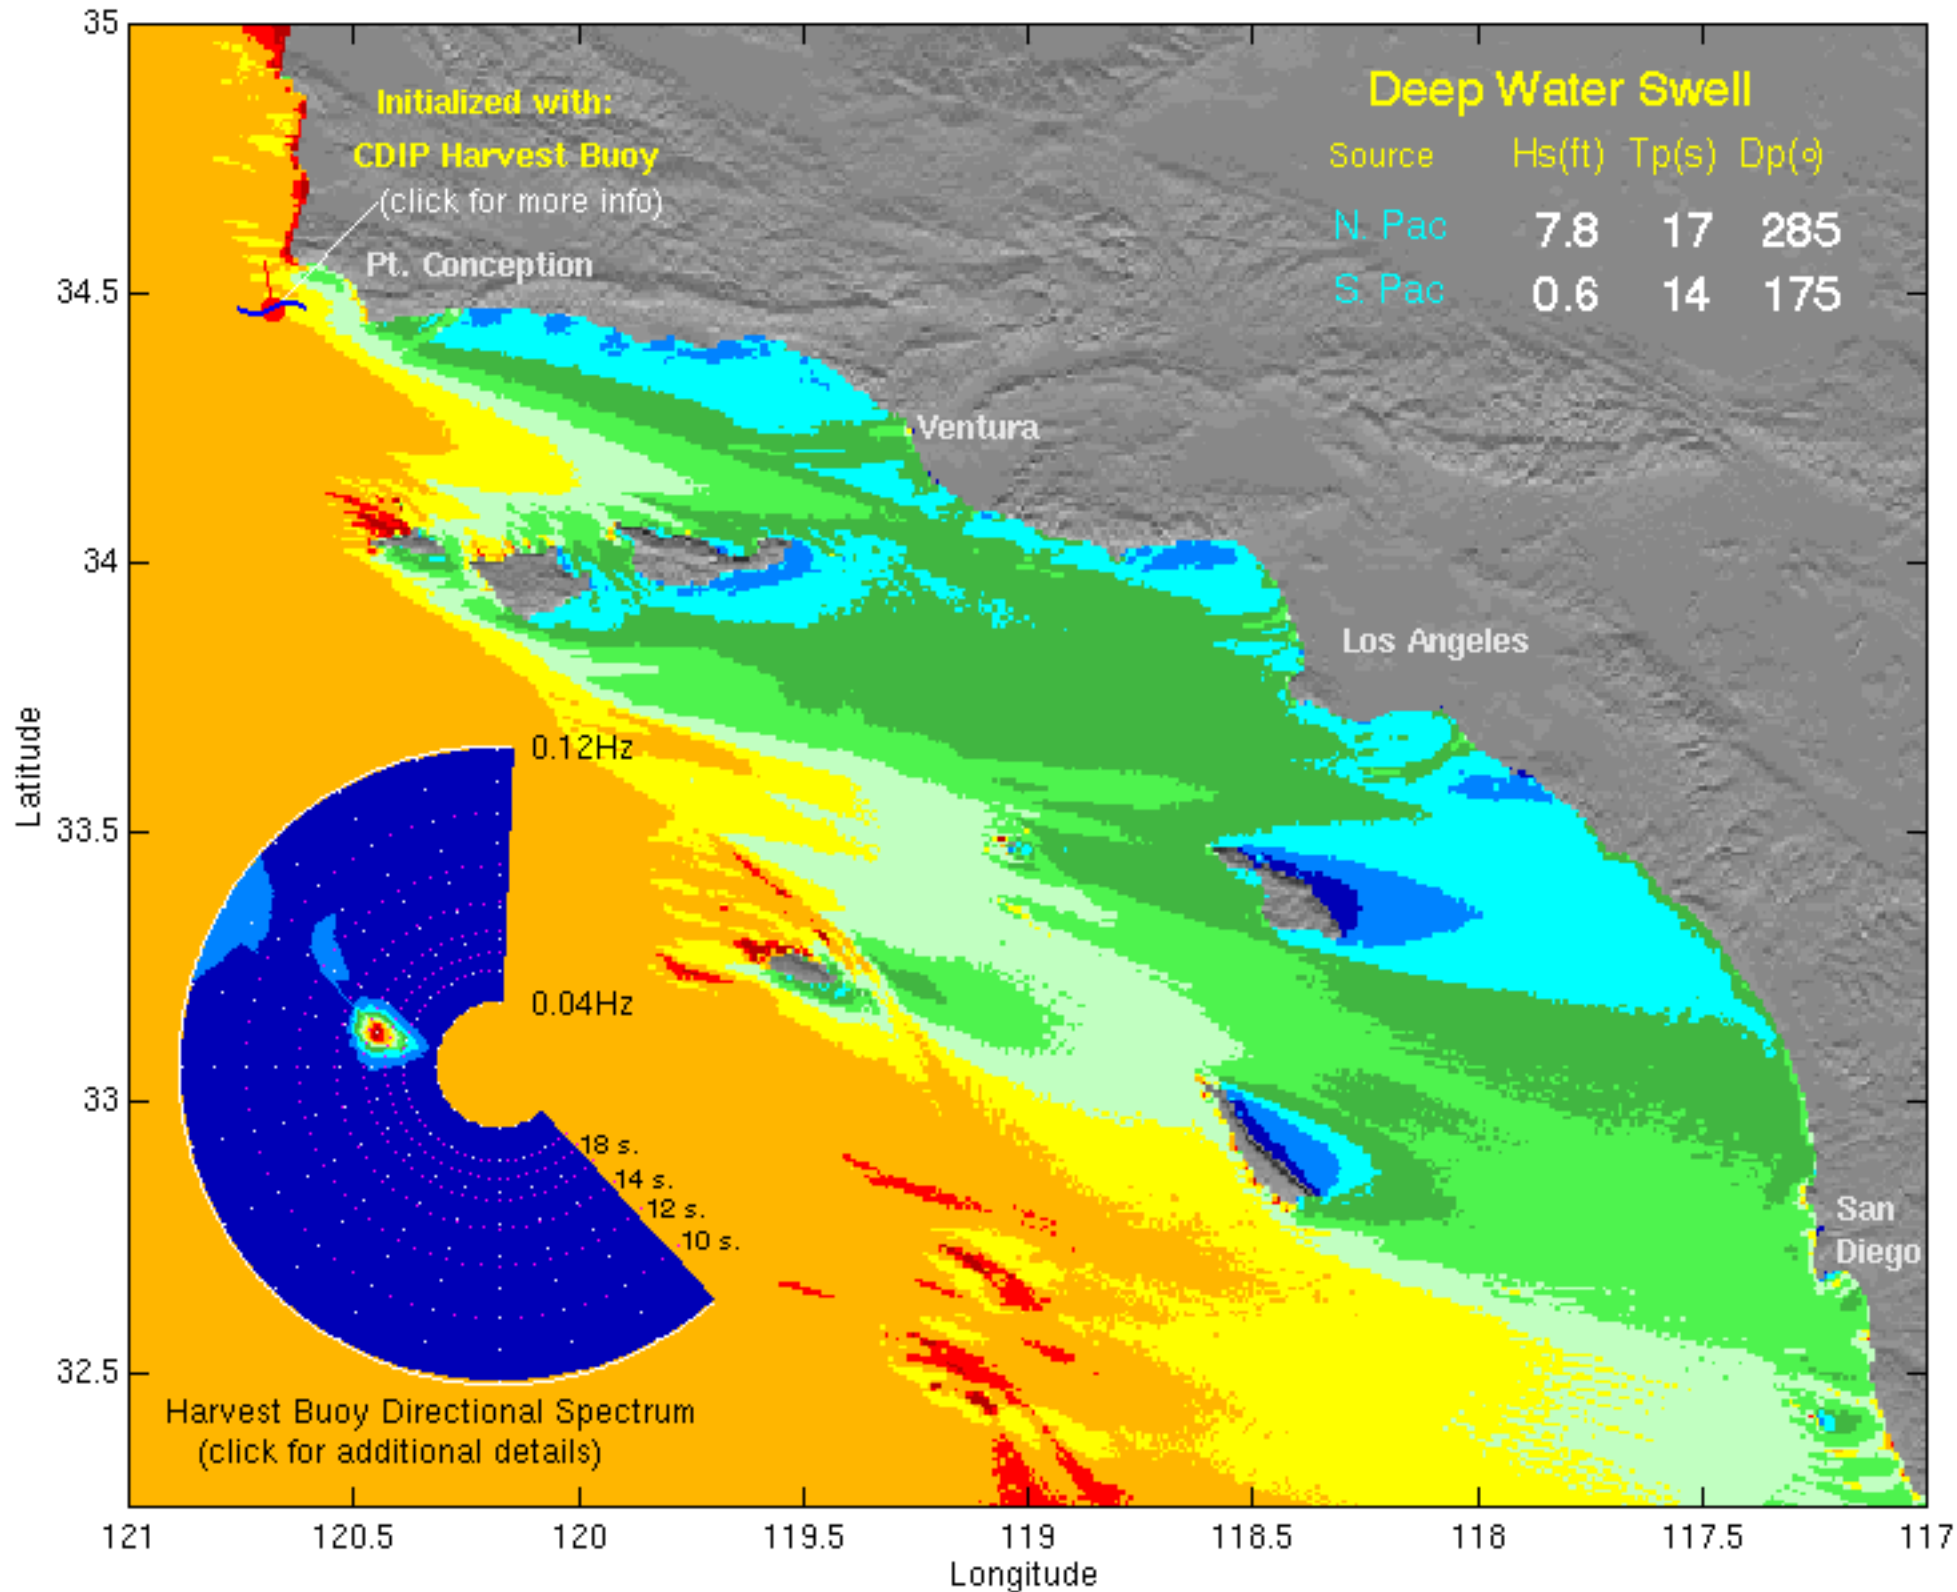 Deep Water Swell
Source Hs(ft) Tp(s) Dp(°)
N. Pac 7.8 17 285
S. Pac 0.6 14 175
Initialized with:
CDIP Harvest Buoy
(click for more info)
Pt. Conception
Ventura
Los Angeles
San
Diego
0.12Hz
0.04Hz
18 s.
14 s.
12 s.
10 s.
Harvest Buoy Directional Spectrum
(click for additional details)
Latitude
35
34.5
34
33.5
33
32.5
121 120.5 120 119.5 119 118.5 118 117.5 117
Longitude